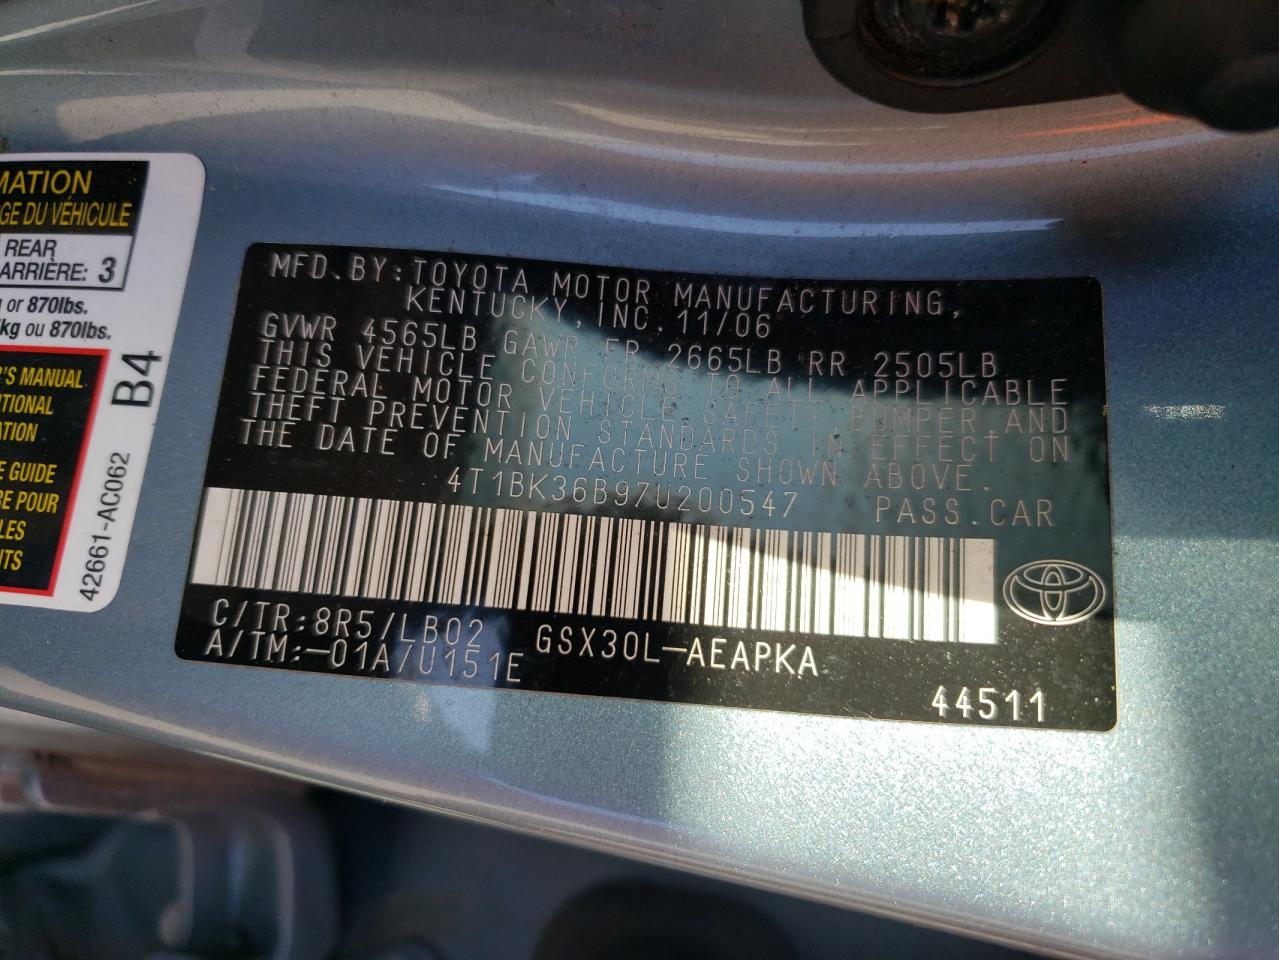 MATION
GE DU VÉHICULE
REAR
ARRIÈRE: 3
or 870lbs.
kg ou 870lbs.
'S MANUAL
ITIONAL
ATION
E GUIDE
RE POUR
LES
ITS
B4
42661-AC062
MFD. BY: TOYOTA MOTOR MANUFACTURING,
KENTUCKY, INC. 11/06
GVWR 4565LB GAWR FR 2665LB RR 2505LB
THIS VEHICLE CONFORMS TO ALL APPLICABLE
FEDERAL MOTOR VEHICLE SAFETY, BUMPER, AND
THEFT PREVENTION STANDARDS IN EFFECT ON
THE DATE OF MANUFACTURE SHOWN ABOVE.
4T1BK36B97U200547 PASS. CAR
C/TR:8R5/LB02
A/TM:-01A/U151E GSX30L-AEAPKA
44511